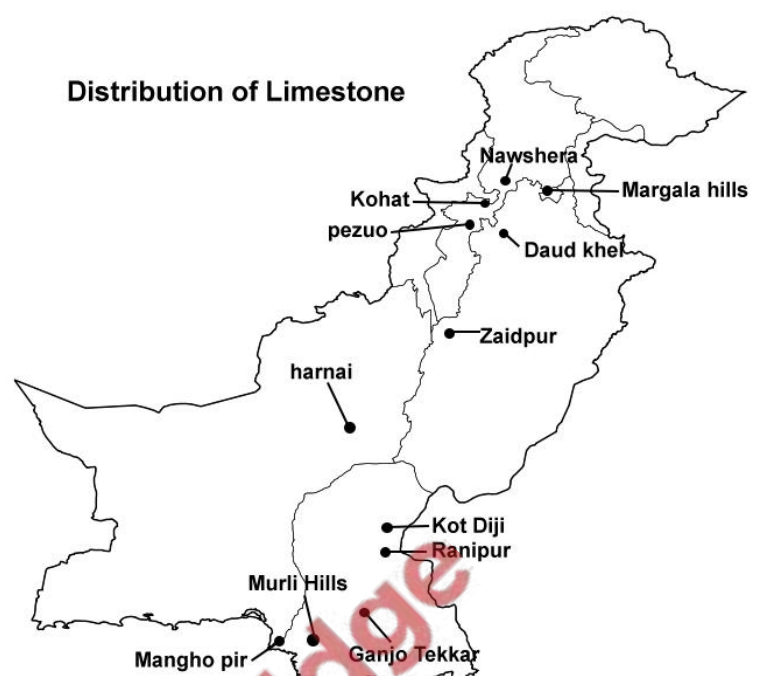 Distribution of Limestone
Nawshera
Margala hills
Kohat
pezuo
Daud khel
Zaidpur
harnai
Kot Diji
Ranipur
Murli Hills
Ganjo Tekkar
Mangho pir